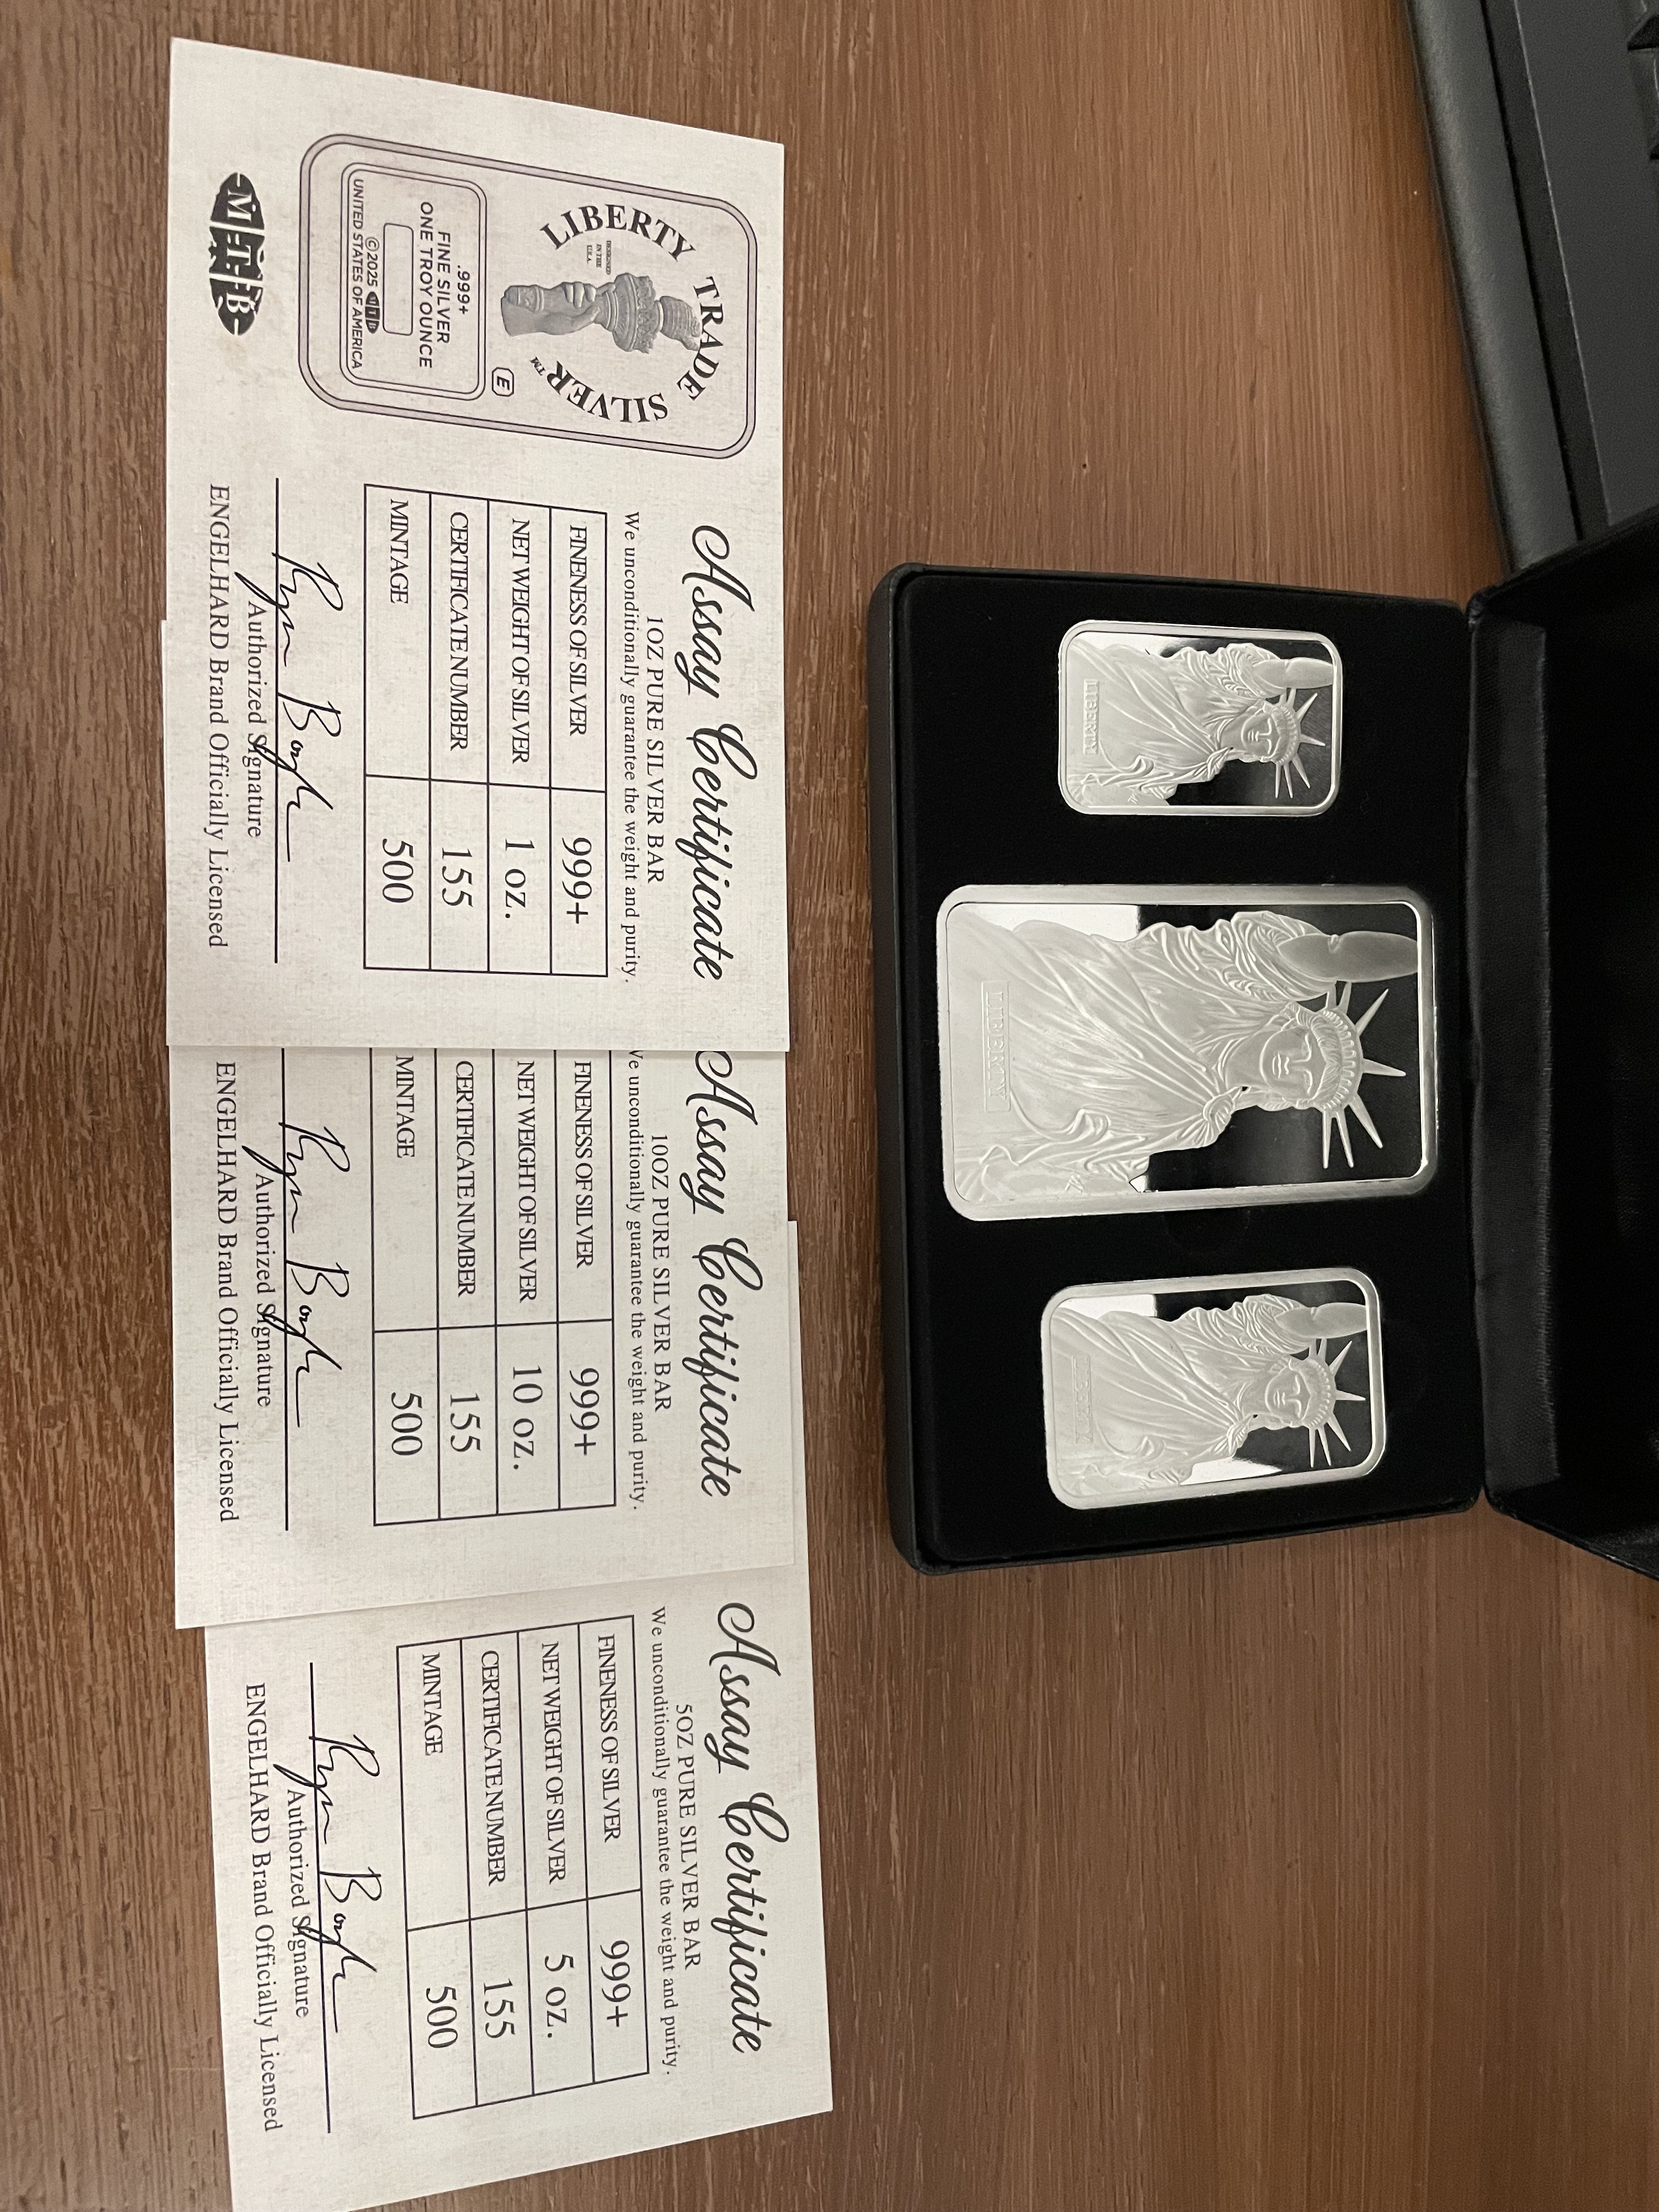 LIBERTY TRADE SILVER™
DESIGNED
IN THE
U.S.A.
E
.999+
FINE SILVER
ONE TROY OUNCE
©2025 MTB
UNITED STATES OF AMERICA
MTB
Assay Certificate
1OZ PURE SILVER BAR
We unconditionally guarantee the weight and purity.
FINENESS OF SILVER 999+
NET WEIGHT OF SILVER 1 oz.
CERTIFICATE NUMBER 155
MINTAGE 500
Authorized Signature
ENGELHARD Brand Officially Licensed
Assay Certificate
10OZ PURE SILVER BAR
We unconditionally guarantee the weight and purity.
FINENESS OF SILVER 999+
NET WEIGHT OF SILVER 10 oz.
CERTIFICATE NUMBER 155
MINTAGE 500
Authorized Signature
ENGELHARD Brand Officially Licensed
Assay Certificate
5OZ PURE SILVER BAR
We unconditionally guarantee the weight and purity.
FINENESS OF SILVER 999+
NET WEIGHT OF SILVER 5 oz.
CERTIFICATE NUMBER 155
MINTAGE 500
Authorized Signature
ENGELHARD Brand Officially Licensed
LIBERTY
LIBERTY
LIBERTY